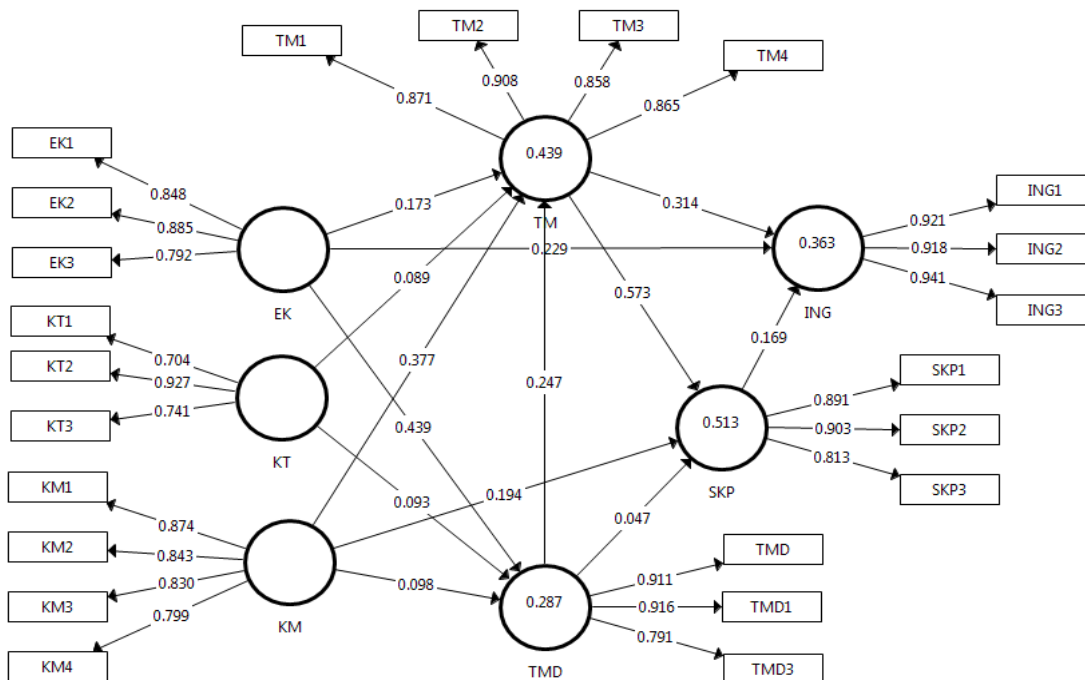 TM2
TM3
TM1
TM4
0.908
0.858
0.871
0.865
EK1
0.439
0.848
EK2
0.173
TM
0.314
ING1
0.921
0.885
EK3
0.792
0.229
0.363
0.918
ING2
0.941
0.089
0.573
EK
ING
ING3
KT1
0.704
0.377
0.169
KT2
0.927
0.247
SKP1
0.891
KT3
0.741
0.439
0.513
0.903
SKP2
KT
0.813
SKP
SKP3
KM1
0.093
0.194
0.874
0.047
KM2
0.843
TMD
0.911
0.098
KM3
0.830
0.287
0.916
TMD1
0.799
KM
0.791
KM4
TMD
TMD3